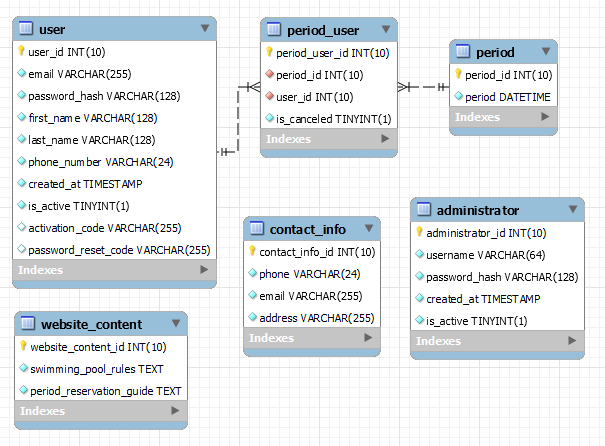 user
user_id INT(10)
email VARCHAR(255)
password_hash VARCHAR(128)
first_name VARCHAR(128)
last_name VARCHAR(128)
phone_number VARCHAR(24)
created_at TIMESTAMP
is_active TINYINT(1)
activation_code VARCHAR(255)
password_reset_code VARCHAR(255)
Indexes
period_user
period_user_id INT(10)
period_id INT(10)
user_id INT(10)
is_canceled TINYINT(1)
Indexes
period
period_id INT(10)
period DATETIME
Indexes
contact_info
contact_info_id INT(10)
phone VARCHAR(24)
email VARCHAR(255)
address VARCHAR(255)
Indexes
administrator
administrator_id INT(10)
username VARCHAR(64)
password_hash VARCHAR(128)
created_at TIMESTAMP
is_active TINYINT(1)
Indexes
website_content
website_content_id INT(10)
swimming_pool_rules TEXT
period_reservation_guide TEXT
Indexes